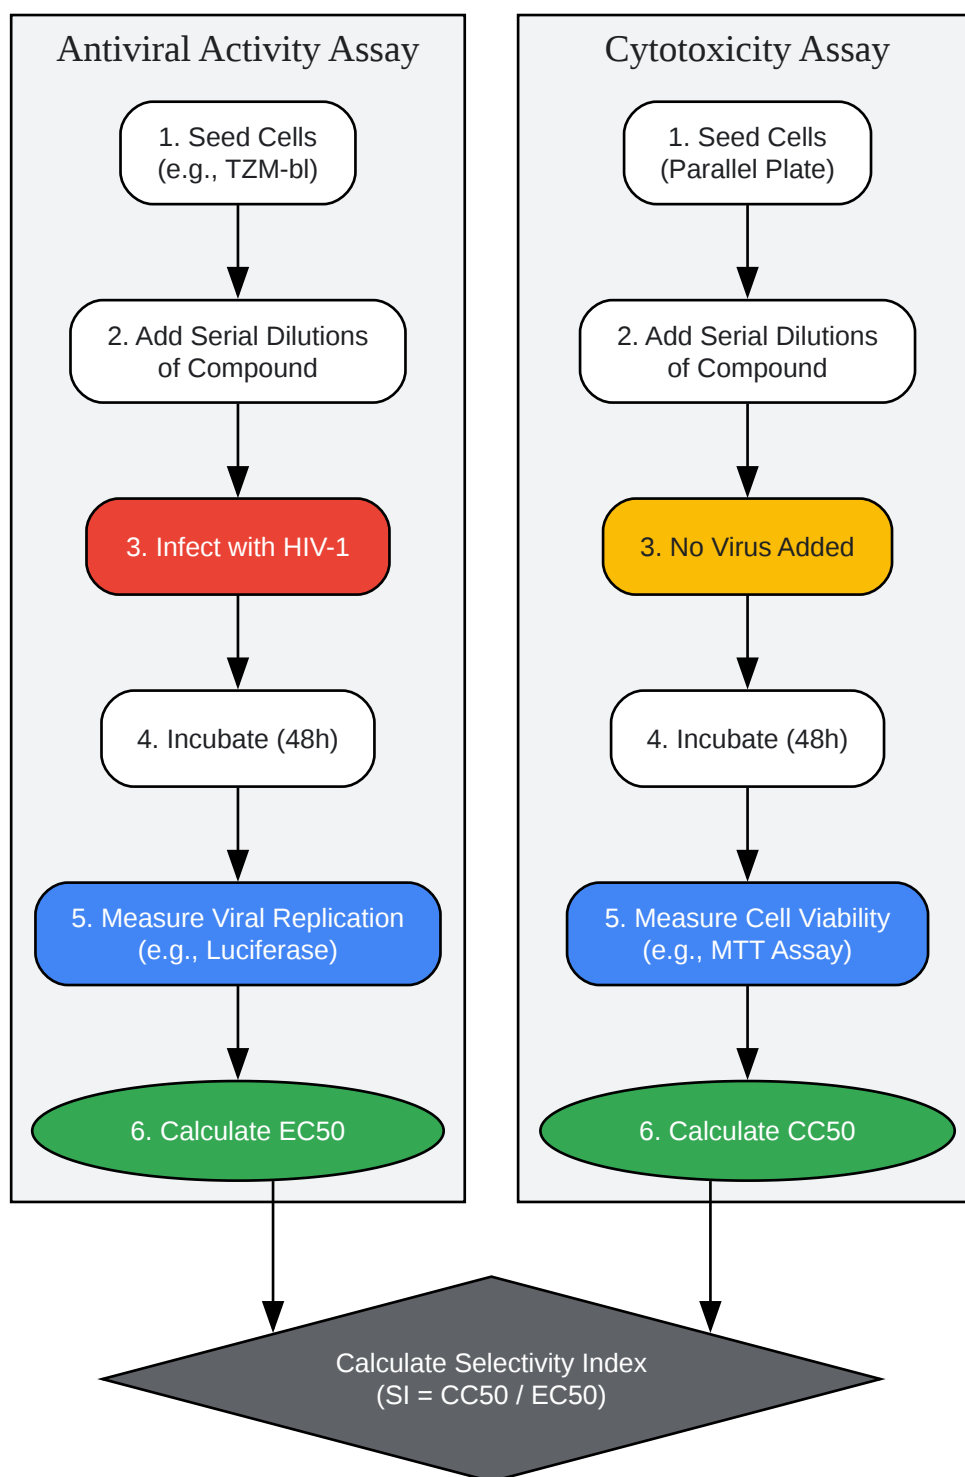 Antiviral Activity Assay
1. Seed Cells
(e.g., TZM-bl)
2. Add Serial Dilutions
of Compound
3. Infect with HIV-1
4. Incubate (48h)
5. Measure Viral Replication
(e.g., Luciferase)
6. Calculate EC50
Cytotoxicity Assay
1. Seed Cells
(Parallel Plate)
2. Add Serial Dilutions
of Compound
3. No Virus Added
4. Incubate (48h)
5. Measure Cell Viability
(e.g., MTT Assay)
6. Calculate CC50
Calculate Selectivity Index
(SI = CC50 / EC50)